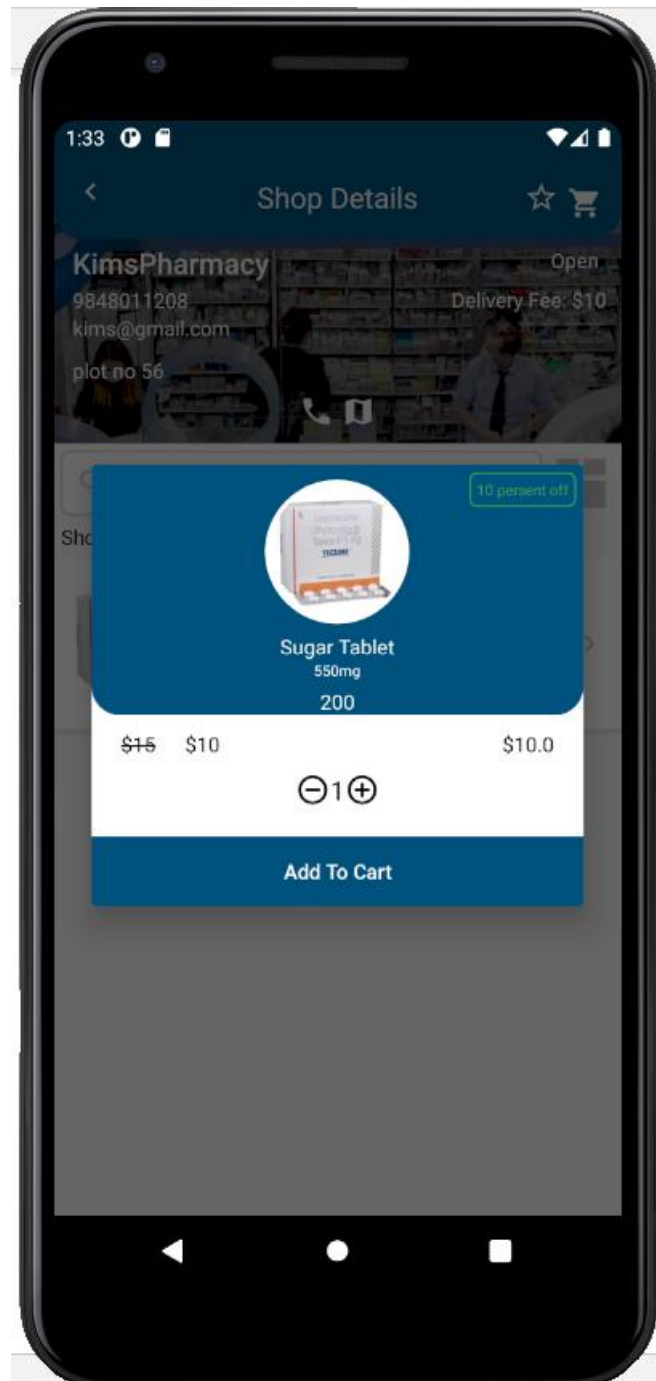 1:33
Shop Details
KimsPharmacy
Open
9848011208
Delivery Fee: $10
kims@gmail.com
plot no 56
10 persent off
Sho
Sugar Tablet
550mg
200
$15 $10 $10.0
1
Add To Cart